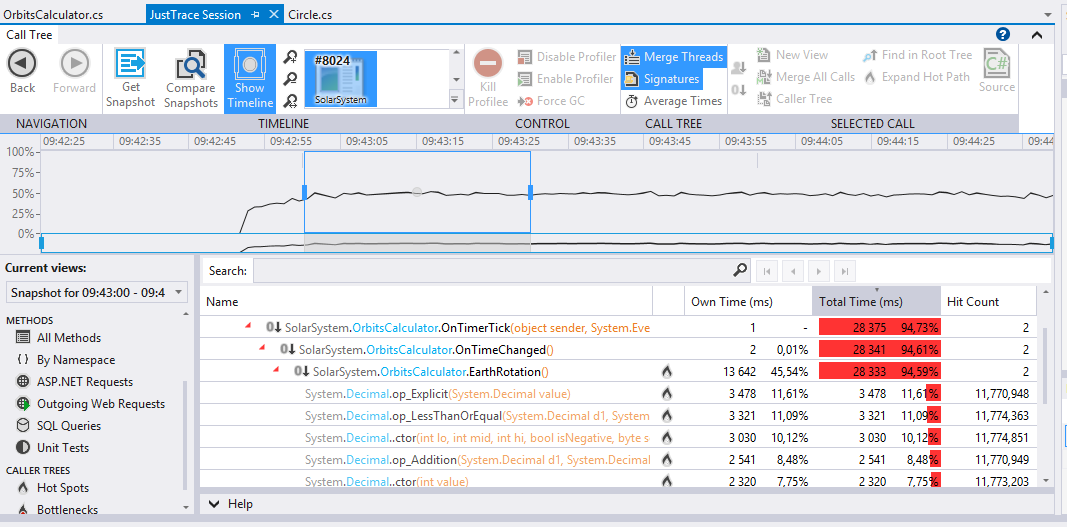 OrbitsCalculator.cs JustTrace Session Circle.cs
Call Tree
Back Forward Get Snapshot Compare Snapshots Show Timeline #8024 SolarSystem Kill Profilee Disable Profiler Enable Profiler Force GC Merge Threads Signatures Average Times New View Merge All Calls Caller Tree Find in Root Tree Expand Hot Path C# Source
NAVIGATION TIMELINE CONTROL CALL TREE SELECTED CALL
09:42:25 09:42:35 09:42:45 09:42:55 09:43:05 09:43:15 09:43:25 09:43:55 09:44:05 09:44:15 09:44:25 09:44:35 09:44
100%
75%
50%
25%
0%
Current views:
Snapshot for 09:43:00 - 09:4
METHODS
All Methods
By Namespace
ASP.NET Requests
Outgoing Web Requests
SQL Queries
Unit Tests
CALLER TREES
Hot Spots
Bottlenecks
Search:
Name Own Time (ms) Total Time (ms) Hit Count
SolarSystem.OrbitsCalculator.OnTimerTick(object sender, System.Eve 1 - 28 375 94,73% 2
SolarSystem.OrbitsCalculator.OnTimeChanged() 2 0,01% 28 341 94,61% 2
SolarSystem.OrbitsCalculator.EarthRotation() 13 642 45,54% 28 333 94,59% 2
System.Decimal.op_Explicit(System.Decimal value) 3 478 11,61% 3 478 11,61% 11,770,948
System.Decimal.op_LessThanOrEqual(System.Decimal d1, System 3 321 11,09% 3 321 11,09% 11,774,363
System.Decimal..ctor(int lo, int mid, int hi, bool isNegative, byte s 3 030 10,12% 3 030 10,12% 11,774,851
System.Decimal.op_Addition(System.Decimal d1, System.Decimal 2 541 8,48% 2 541 8,48% 11,770,949
System.Decimal..ctor(int value) 2 320 7,75% 2 320 7,75% 11,773,203
Help